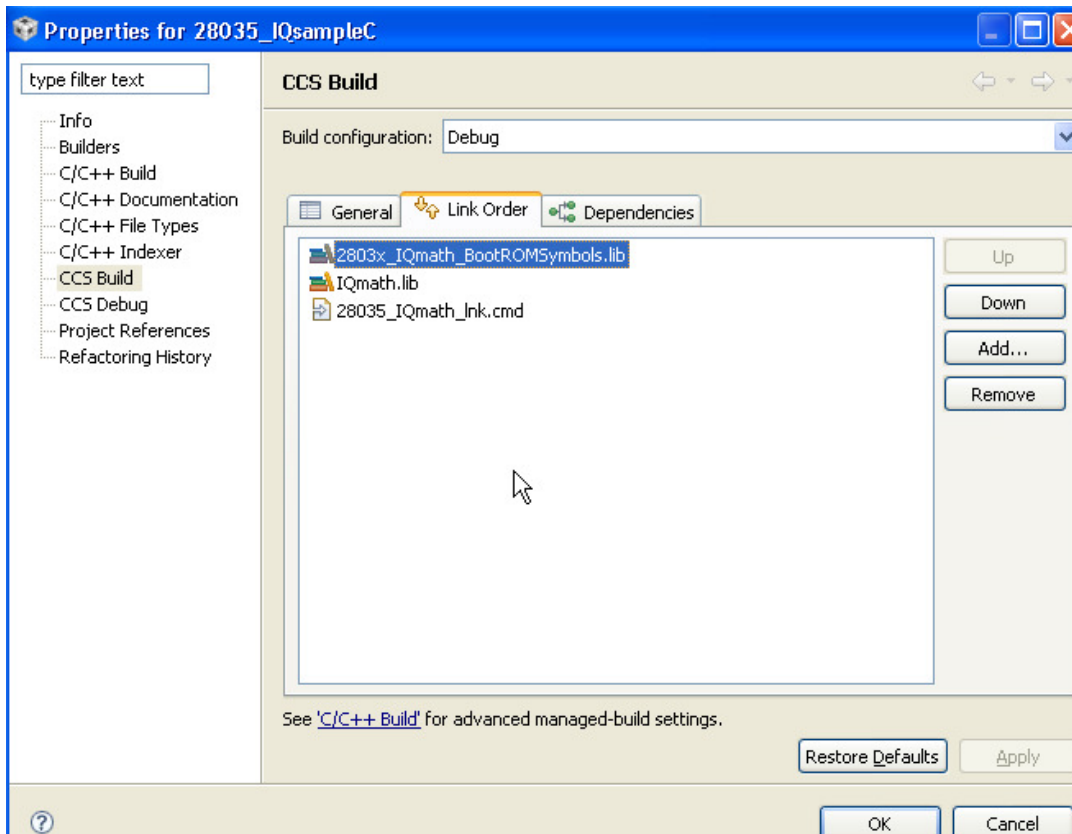 Properties for 28035_IQsampleC
type filter text
Info
Builders
C/C++ Build
C/C++ Documentation
C/C++ File Types
C/C++ Indexer
CCS Build
CCS Debug
Project References
Refactoring History
CCS Build
Build configuration: Debug
General Link Order Dependencies
2803x_IQmath_BootROMSymbols.lib
IQmath.lib
28035_IQmath_lnk.cmd
Up
Down
Add...
Remove
See 'C/C++ Build' for advanced managed-build settings.
Restore Defaults Apply
? OK Cancel